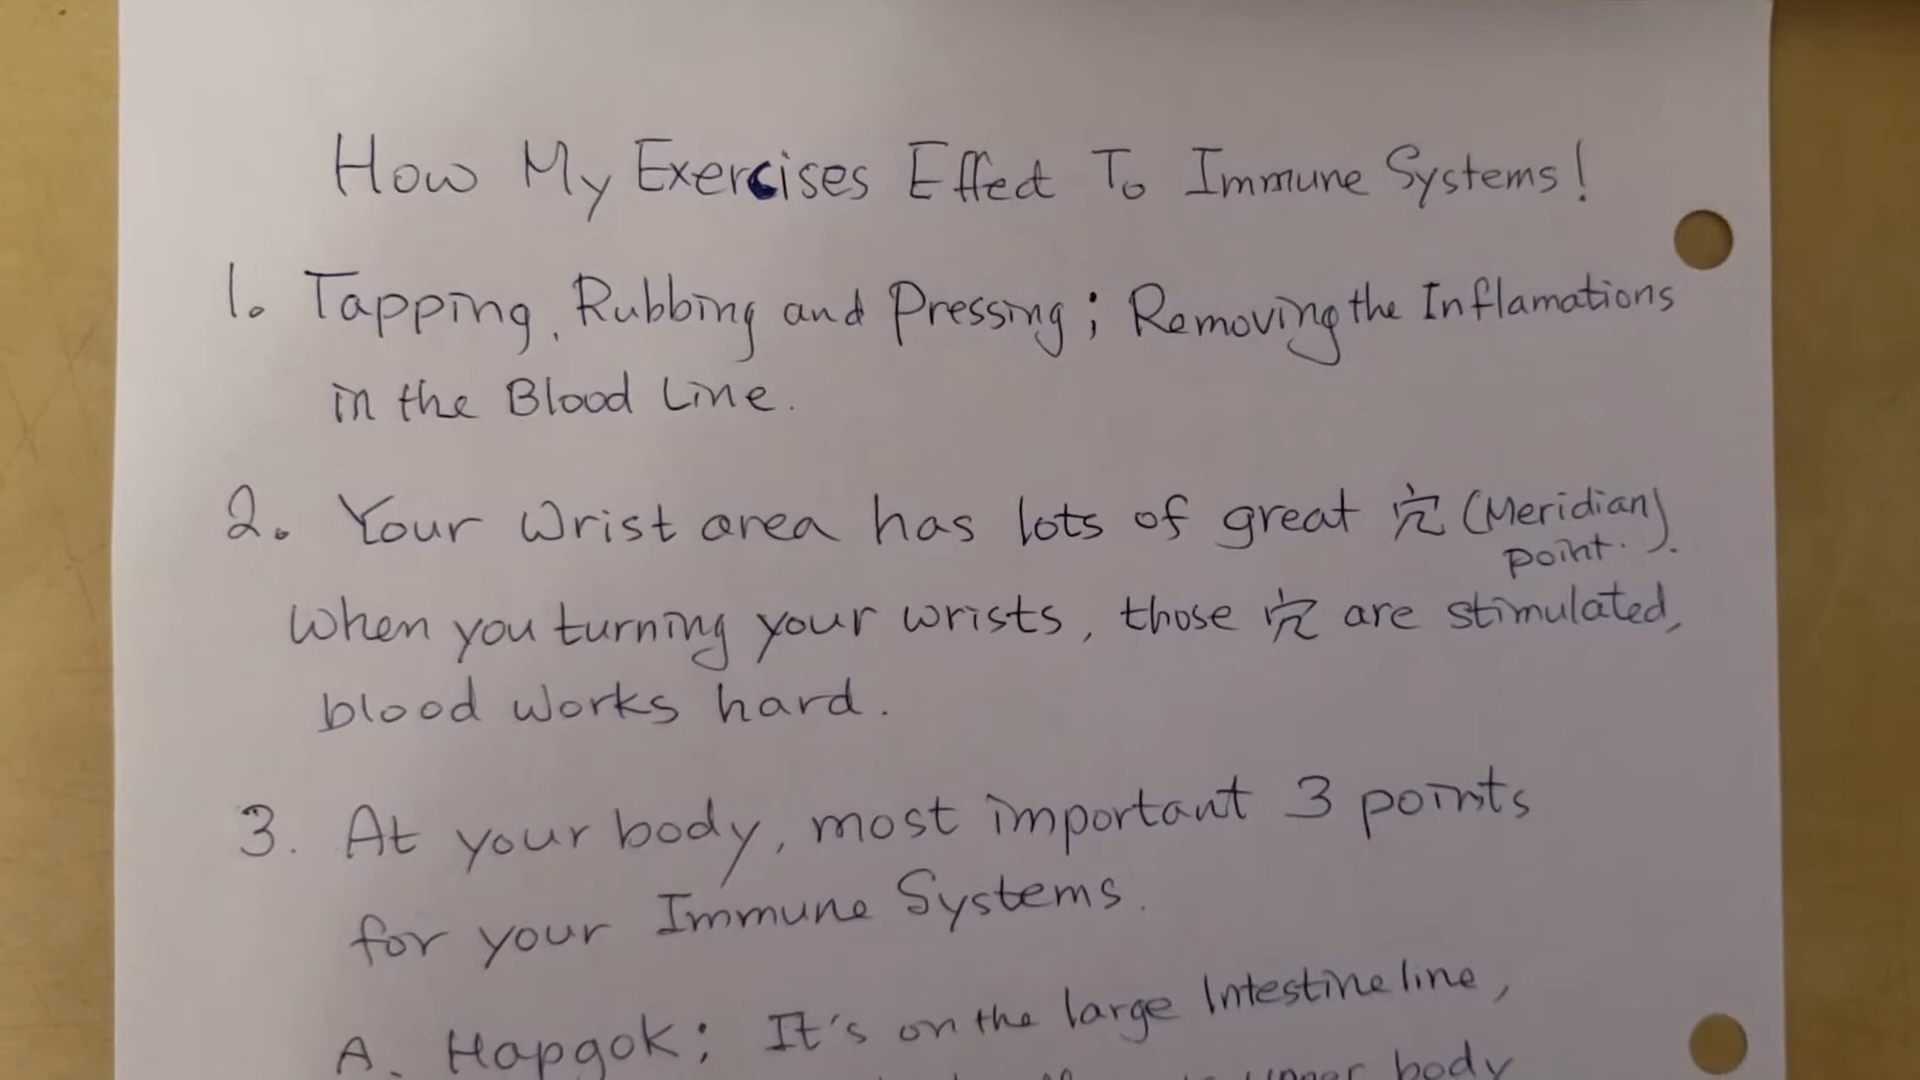 How My Exercises Effect To Immune Systems!
1. Tapping, Rubbing and Pressing; Removing the Inflamations
in the Blood Line.
2. Your Wrist area has lots of great 穴 (Meridian
point.).
When you turning your wrists, those 穴 are stimulated,
blood works hard.
3. At your body, most important 3 points
for your Immune Systems.
A. Hapgok; It's on the large Intestine line,
upper body